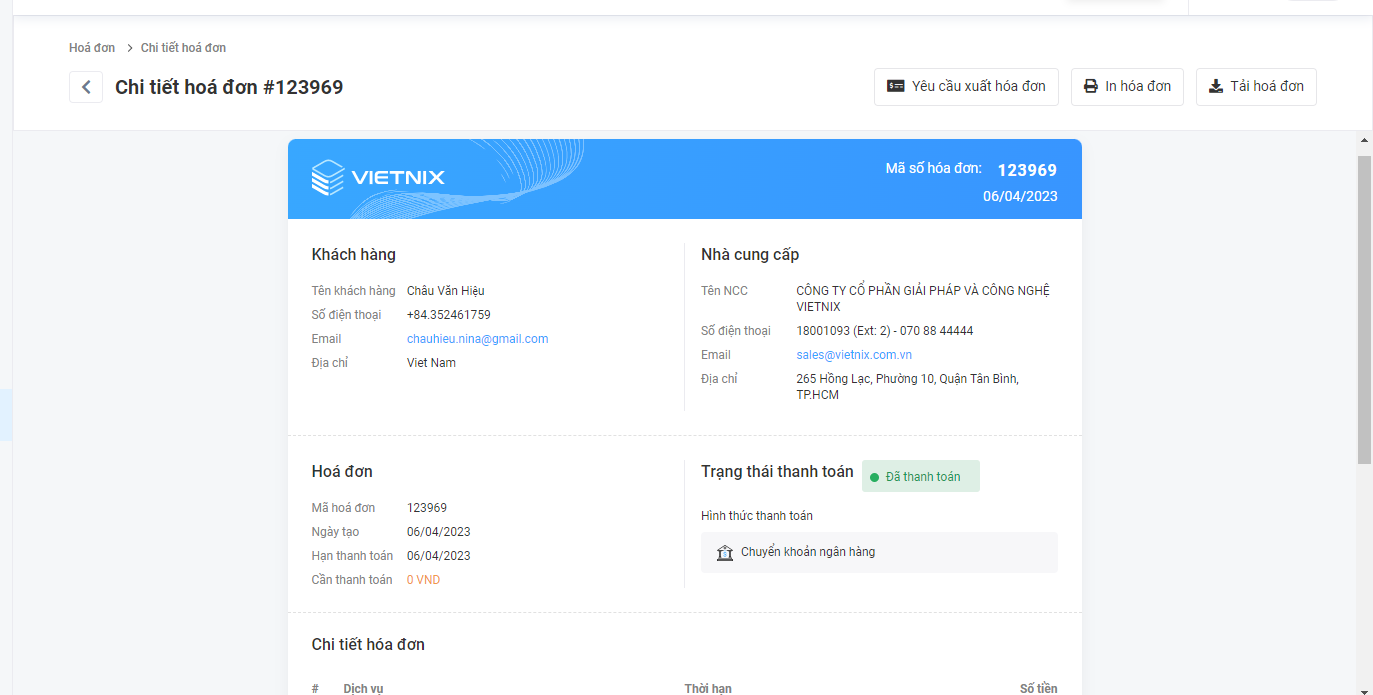 Hoá đơn > Chi tiết hoá đơn
Chi tiết hoá đơn #123969
Yêu cầu xuất hóa đơn
In hóa đơn
Tải hoá đơn
VIETNIX
Mã số hóa đơn: 123969
06/04/2023
Khách hàng
Tên khách hàng Châu Văn Hiệu
Số điện thoại +84.352461759
Email chauhieu.nina@gmail.com
Địa chỉ Viet Nam
Nhà cung cấp
Tên NCC CÔNG TY CỔ PHẦN GIẢI PHÁP VÀ CÔNG NGHỆ
VIETNIX
Số điện thoại 18001093 (Ext: 2) - 070 88 44444
Email sales@vietnix.com.vn
Địa chỉ 265 Hồng Lạc, Phường 10, Quận Tân Bình,
TP.HCM
Hoá đơn
Mã hoá đơn 123969
Ngày tạo 06/04/2023
Hạn thanh toán 06/04/2023
Cần thanh toán 0 VND
Trạng thái thanh toán Đã thanh toán
Hình thức thanh toán
Chuyển khoản ngân hàng
Chi tiết hóa đơn
# Dịch vụ Thời hạn Số tiền